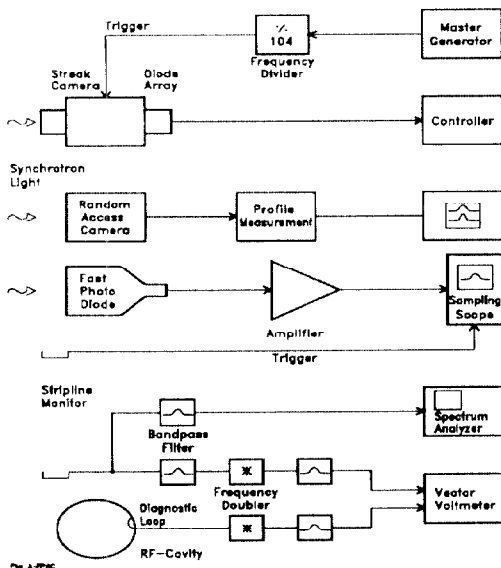 Trigger
%
104
Frequency
Divider
Master
Generator
Streak
Camera
Diode
Array
Controller
Synchrotron
Light
Random
Access
Camera
Profile
Measurement
Fast
Photo
Diode
Amplifier
Sampling
Scope
Trigger
Stripline
Monitor
Bandpass
Filter
Spectrum
Analyzer
Frequency
Doubler
Diagnostic
Loop
RF-Cavity
Vector
Voltmeter